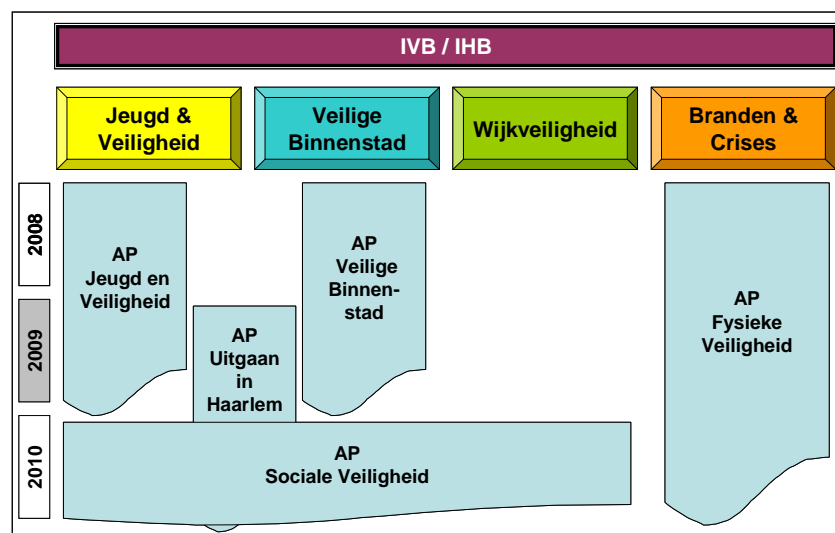 IVB / IHB
Jeugd &
Veiligheid
Veilige
Binnenstad
Wijkveiligheid
Branden &
Crises
2008
2009
2010
AP
Jeugd en
Veiligheid
AP
Uitgaan
in
Haarlem
AP
Veilige
Binnen-
stad
AP
Fysieke
Veiligheid
AP
Sociale Veiligheid